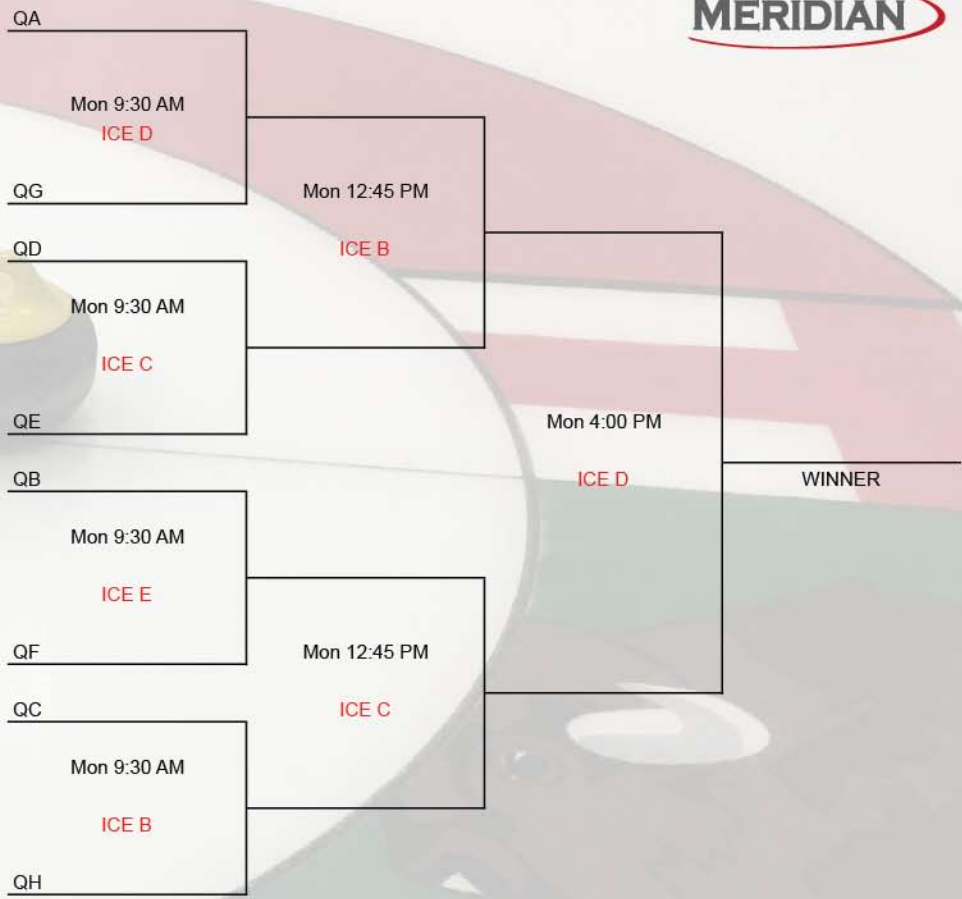 MERIDIAN
QA
Mon 9:30 AM
ICE D
QG
Mon 12:45 PM
ICE B
QD
Mon 9:30 AM
ICE C
QE
Mon 4:00 PM
ICE D
WINNER
QB
Mon 9:30 AM
ICE E
QF
Mon 12:45 PM
ICE C
QC
Mon 9:30 AM
ICE B
QH